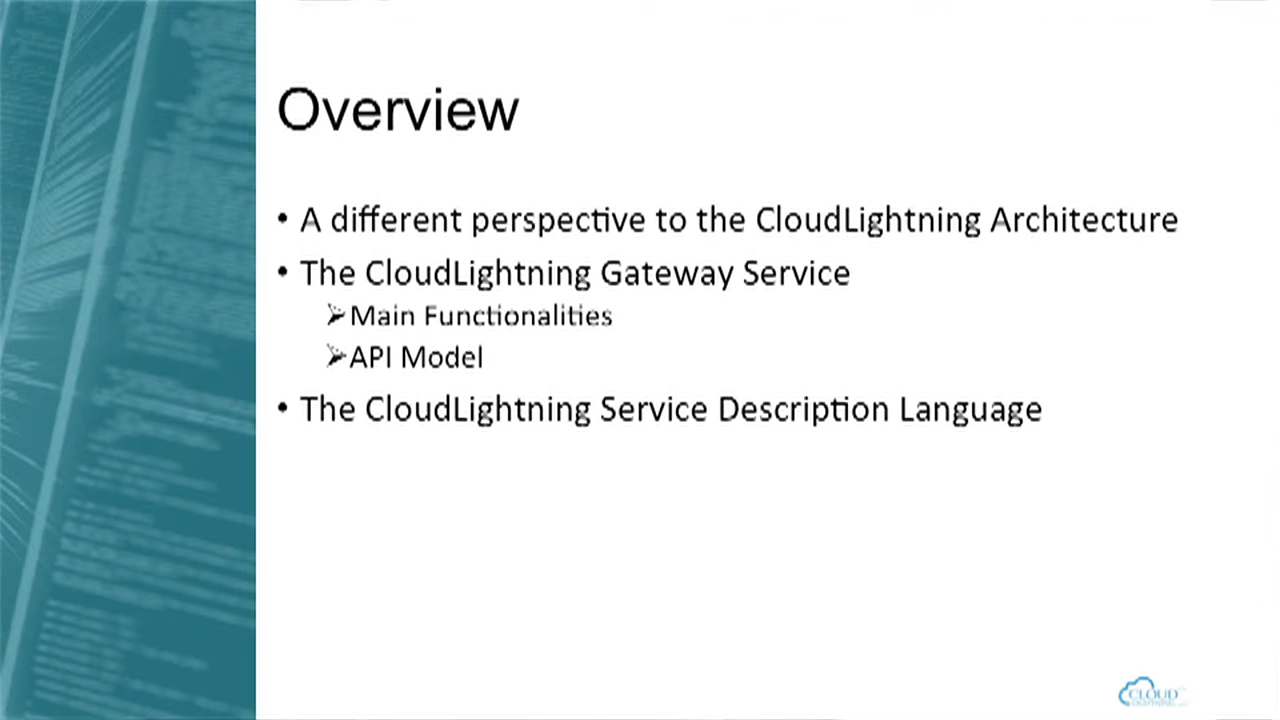 Overview
• A different perspective to the CloudLightning Architecture
• The CloudLightning Gateway Service
➢Main Functionalities
➢API Model
• The CloudLightning Service Description Language
CLOUD
LIGHTNING